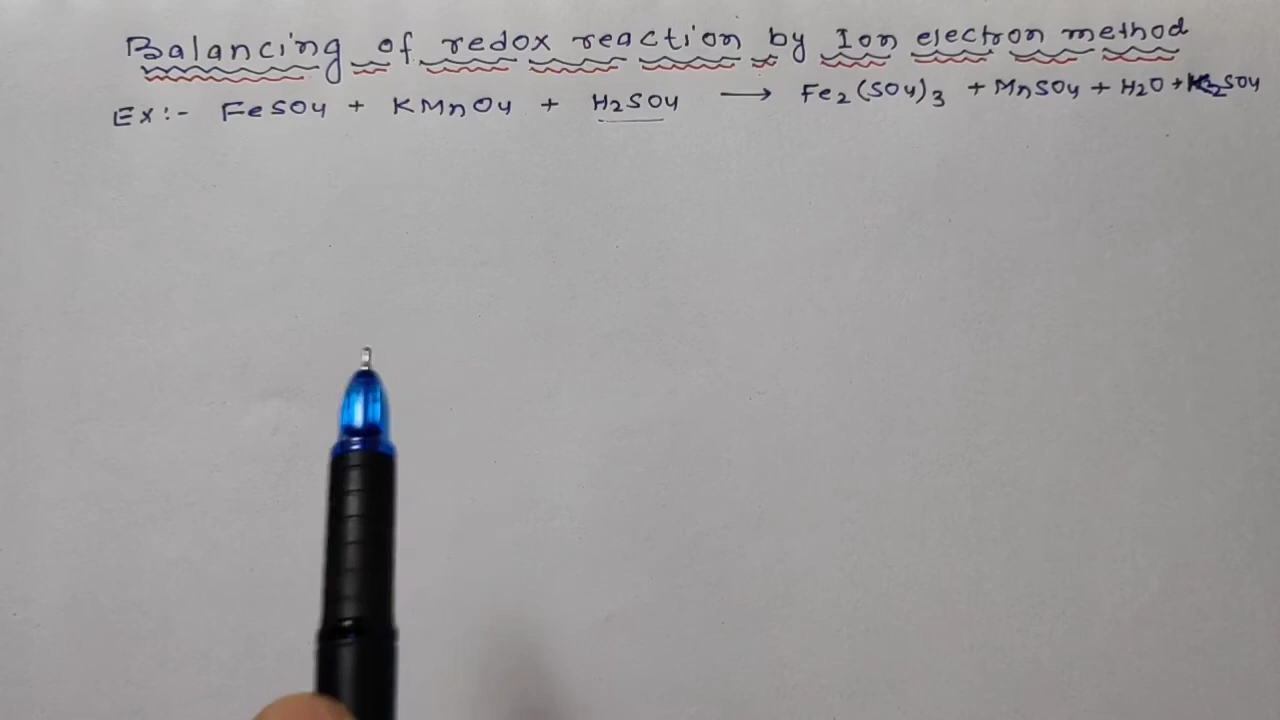 Balancing of redox reaction by Ion electron method
Ex:- FeSO4 + KMnO4 + H2SO4 → Fe2(SO4)3 + MnSO4 + H2O + K2SO4